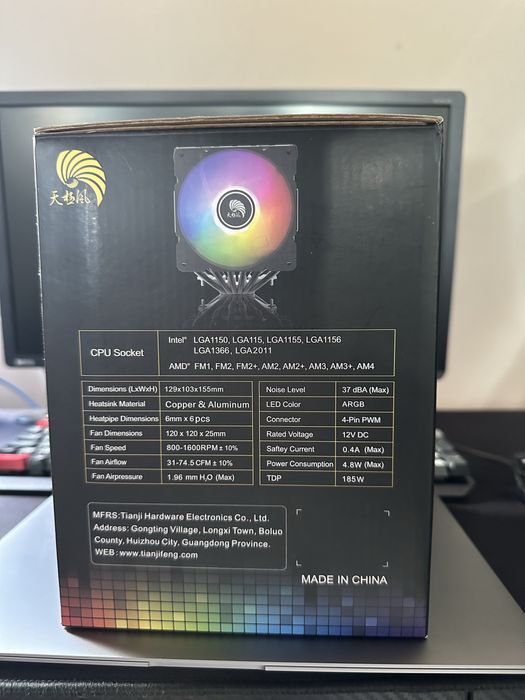 天极风
天极风
CPU Socket
Intel® LGA1150, LGA115, LGA1155, LGA1156
LGA1366, LGA2011
AMD® FM1, FM2, FM2+, AM2, AM2+, AM3, AM3+, AM4
Dimensions (LxWxH) 129x103x155mm
Heatsink Material Copper & Aluminum
Heatpipe Dimensions 6mm x 6 pcs
Fan Dimensions 120 x 120 x 25mm
Fan Speed 800-1600RPM ± 10%
Fan Airflow 31-74.5 CFM ± 10%
Fan Airpressure 1.96 mm H₂O (Max)
Noise Level 37 dBA (Max)
LED Color ARGB
Connector 4-Pin PWM
Rated Voltage 12V DC
Saftey Current 0.4A (Max)
Power Consumption 4.8W (Max)
TDP 185W
MFRS:Tianji Hardware Electronics Co., Ltd.
Address: Gongting Village, Longxi Town, Boluo
County, Huizhou City, Guangdong Province.
WEB: www.tianjifeng.com
MADE IN CHINA